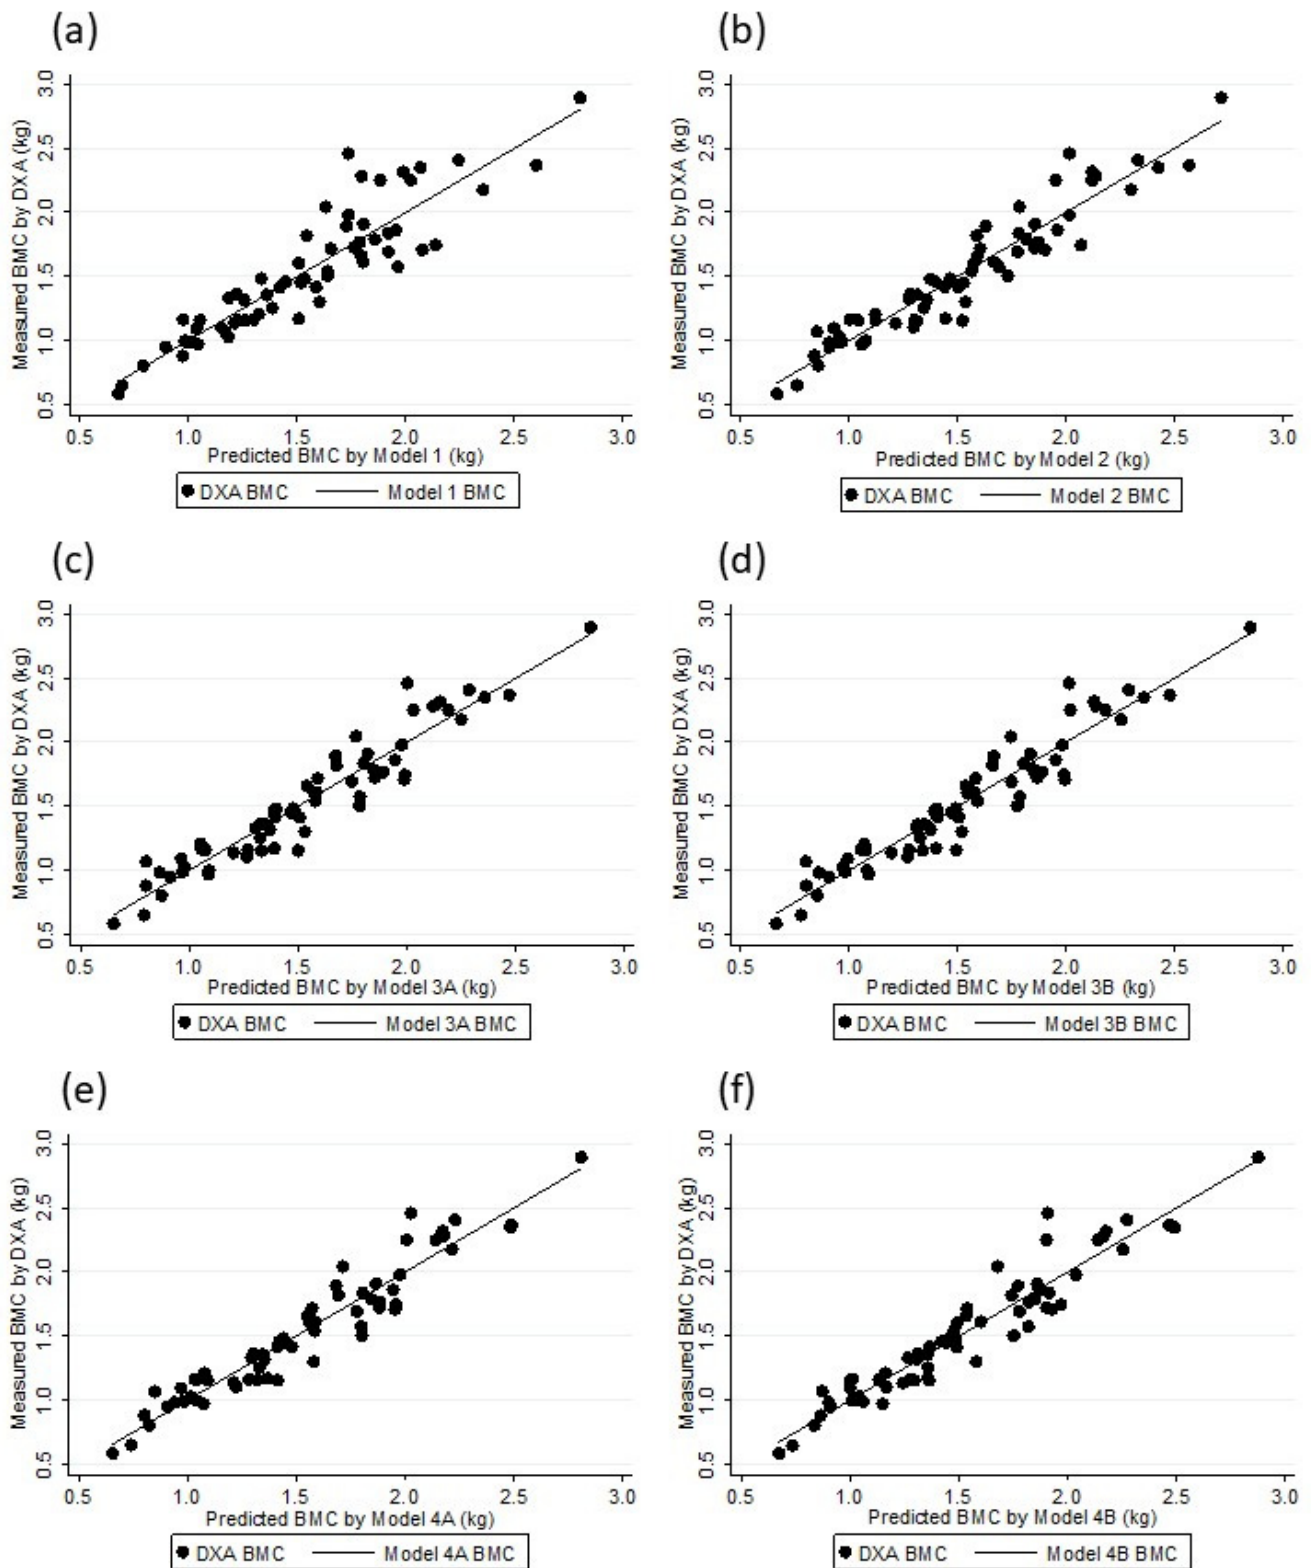 (a)
Measured BMC by DXA (kg)
3.0
2.5
2.0
1.5
1.0
0.5
0.5 1.0 1.5 2.0 2.5 3.0
Predicted BMC by Model 1 (kg)
DXA BMC Model 1 BMC
(b)
Measured BMC by DXA (kg)
3.0
2.5
2.0
1.5
1.0
0.5
0.5 1.0 1.5 2.0 2.5 3.0
Predicted BMC by Model 2 (kg)
DXA BMC Model 2 BMC
(c)
Measured BMC by DXA (kg)
3.0
2.5
2.0
1.5
1.0
0.5
0.5 1.0 1.5 2.0 2.5 3.0
Predicted BMC by Model 3A (kg)
DXA BMC Model 3A BMC
(d)
Measured BMC by DXA (kg)
3.0
2.5
2.0
1.5
1.0
0.5
0.5 1.0 1.5 2.0 2.5 3.0
Predicted BMC by Model 3B (kg)
DXA BMC Model 3B BMC
(e)
Measured BMC by DXA (kg)
3.0
2.5
2.0
1.5
1.0
0.5
0.5 1.0 1.5 2.0 2.5 3.0
Predicted BMC by Model 4A (kg)
DXA BMC Model 4A BMC
(f)
Measured BMC by DXA (kg)
3.0
2.5
2.0
1.5
1.0
0.5
0.5 1.0 1.5 2.0 2.5 3.0
Predicted BMC by Model 4B (kg)
DXA BMC Model 4B BMC